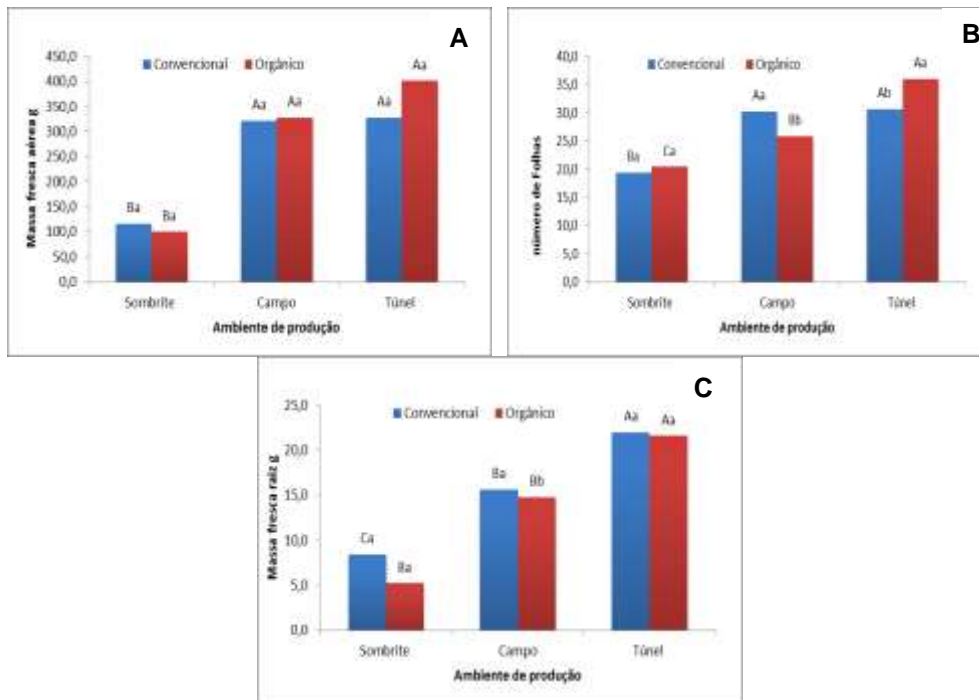 A
Massa fresca aérea g
450,0
400,0
350,0
300,0
250,0
200,0
150,0
100,0
50,0
0,0
Convencional Orgânico
Ba Ba Aa Aa Aa Aa
Sombrite Campo Túnel
Ambiente de produção
B
número de Folhas
40,0
35,0
30,0
25,0
20,0
15,0
10,0
5,0
0,0
Convencional Orgânico
Ba Ca Aa Bb Ab Aa
Sombrite Campo Túnel
Ambiente de produção
C
Massa fresca raiz g
25,0
20,0
15,0
10,0
5,0
0,0
Convencional Orgânico
Ca Ba Ba Bb Aa Aa
Sombrite Campo Túnel
Ambiente de produção